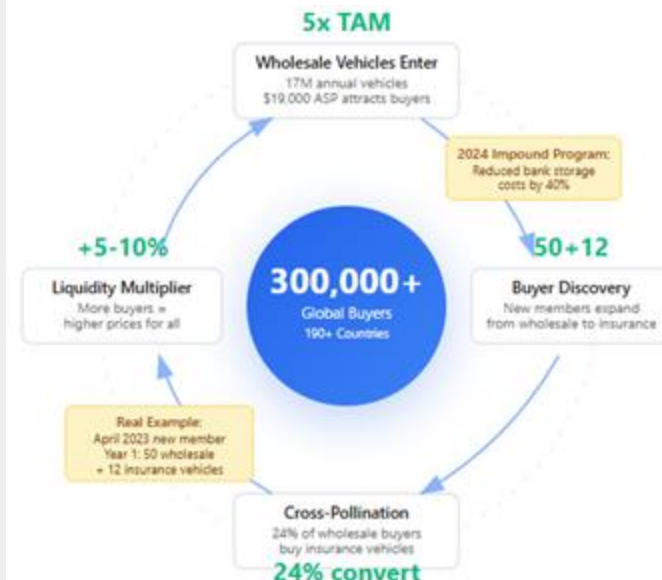 5x TAM
Wholesale Vehicles Enter
17M annual vehicles
$19,000 ASP attracts buyers
2024 Impound Program:
Reduced bank storage
costs by 40%
+5-10%
50+12
Liquidity Multiplier
More buyers =
higher prices for all
300,000+
Global Buyers
190+ Countries
Buyer Discovery
New members expand
from wholesale to insurance
Real Example:
April 2023 new member
Year 1: 50 wholesale
+ 12 insurance vehicles
Cross-Pollination
24% of wholesale buyers
buy insurance vehicles
24% convert